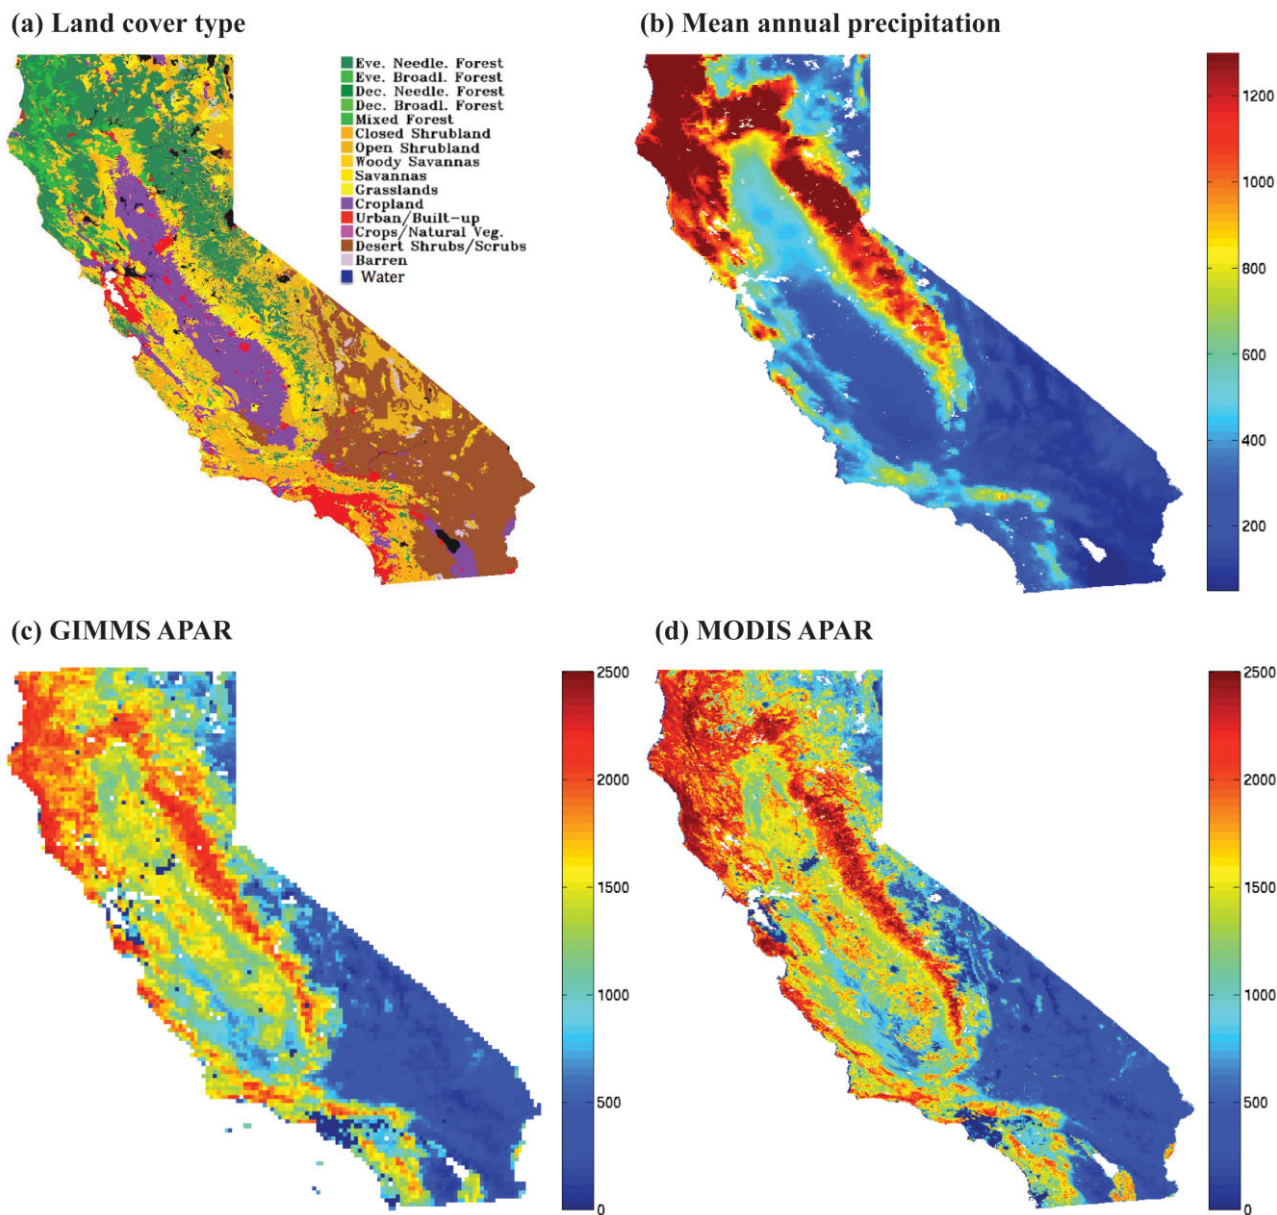 (a) Land cover type
Eve. Needle. Forest
Eve. Broadl. Forest
Dec. Needle. Forest
Dec. Broadl. Forest
Mixed Forest
Closed Shrubland
Open Shrubland
Woody Savannas
Savannas
Grasslands
Cropland
Urban/Built-up
Crops/Natural Veg.
Desert Shrubs/Scrubs
Barren
Water
(b) Mean annual precipitation
1200
1000
800
600
400
200
(c) GIMMS APAR
2500
2000
1500
1000
500
0
(d) MODIS APAR
2500
2000
1500
1000
500
0